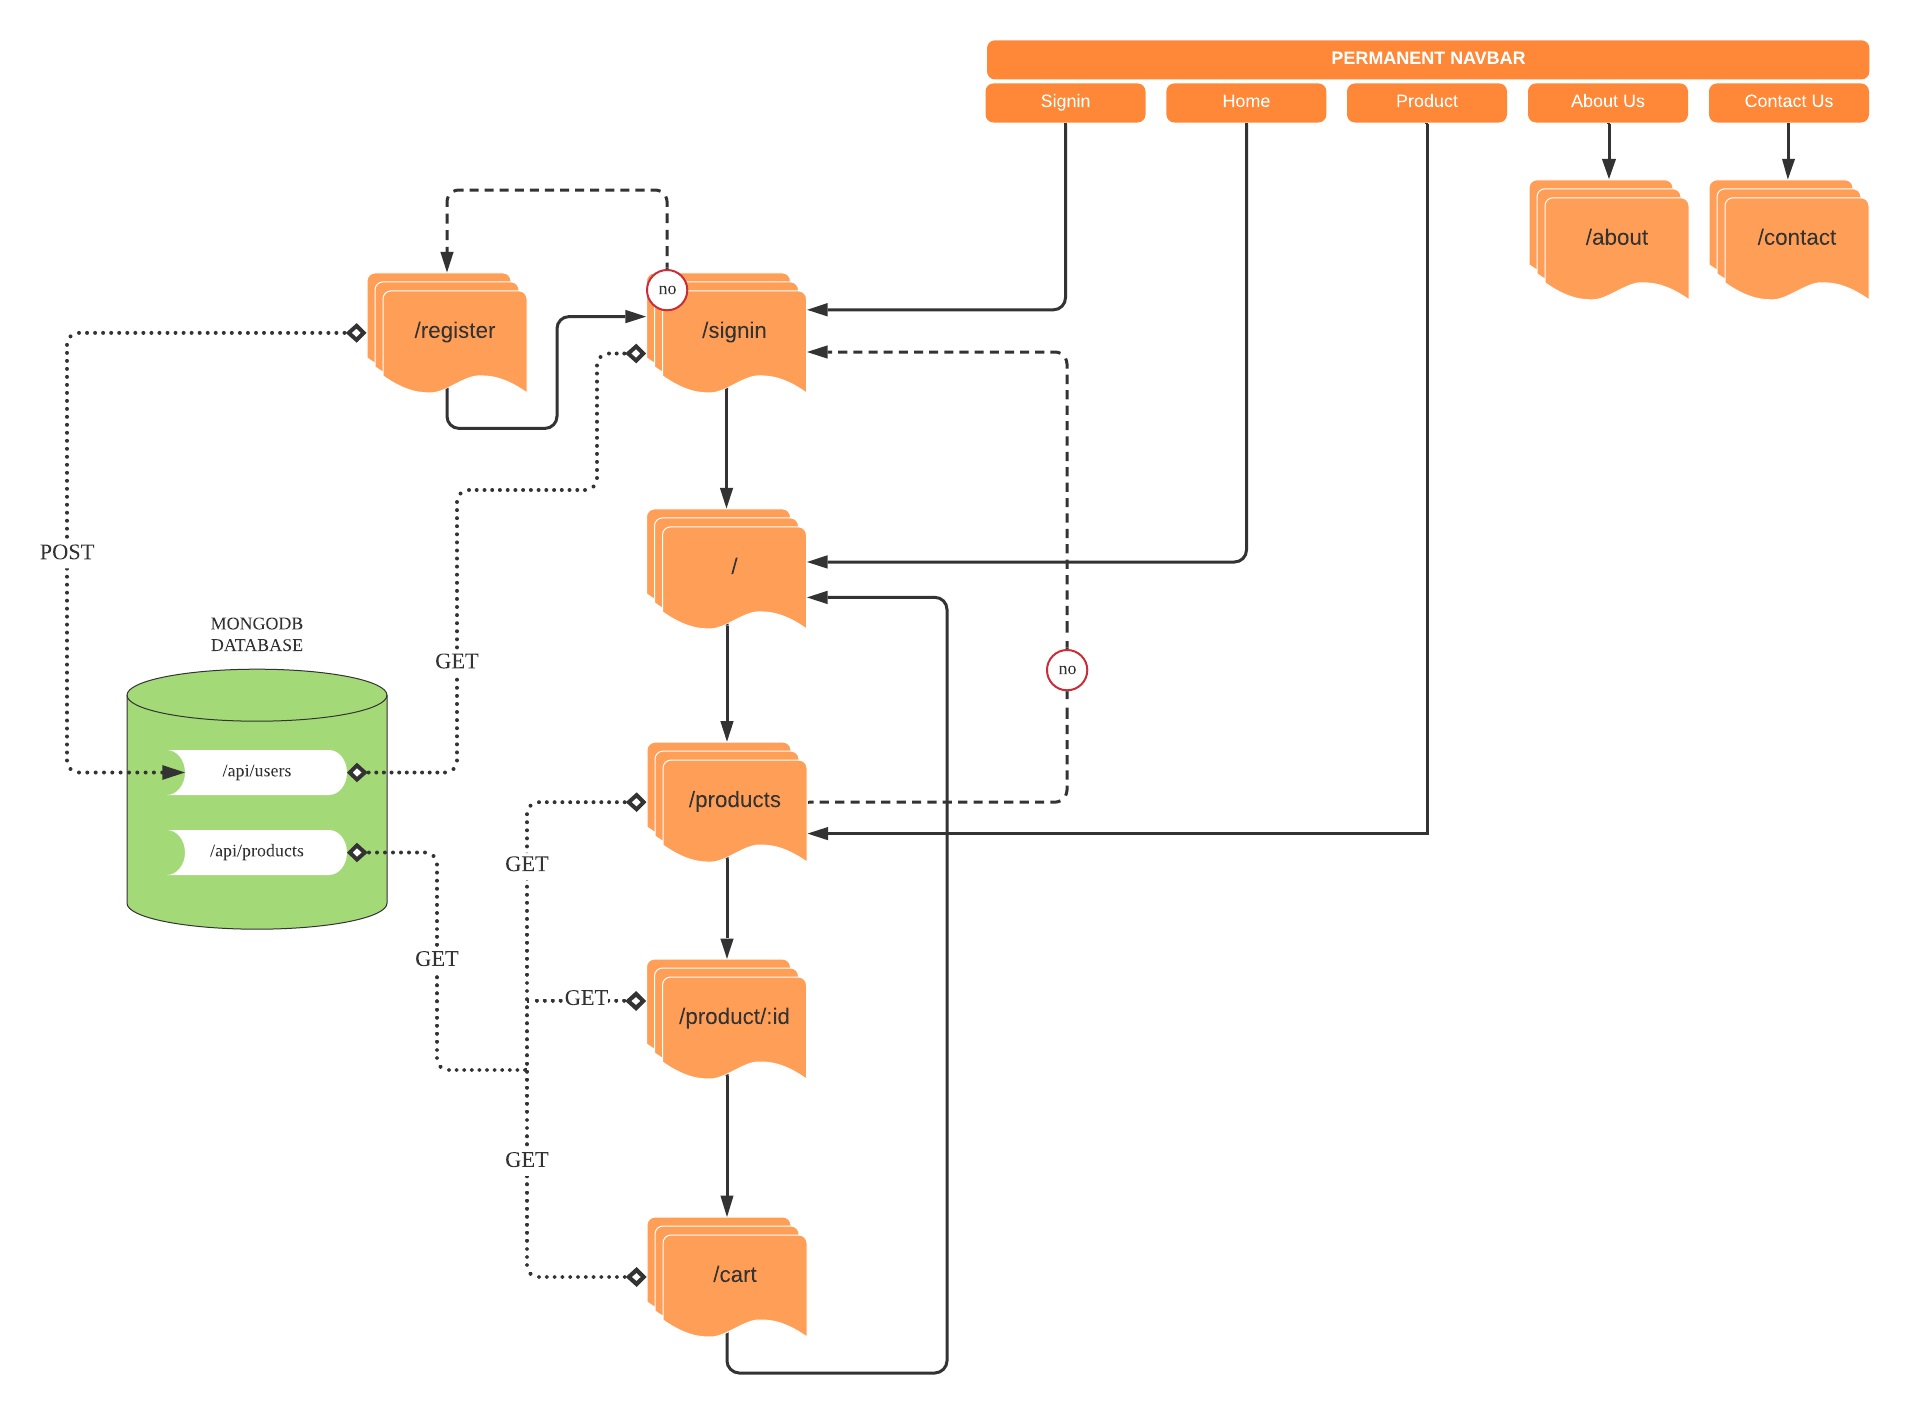 PERMANENT NAVBAR
Signin
Home
Product
About Us
Contact Us
/about
/contact
no
/register
/signin
POST
/
MONGODB
DATABASE
GET
no
/api/users
/products
/api/products
GET
GET
GET
/product/:id
GET
/cart